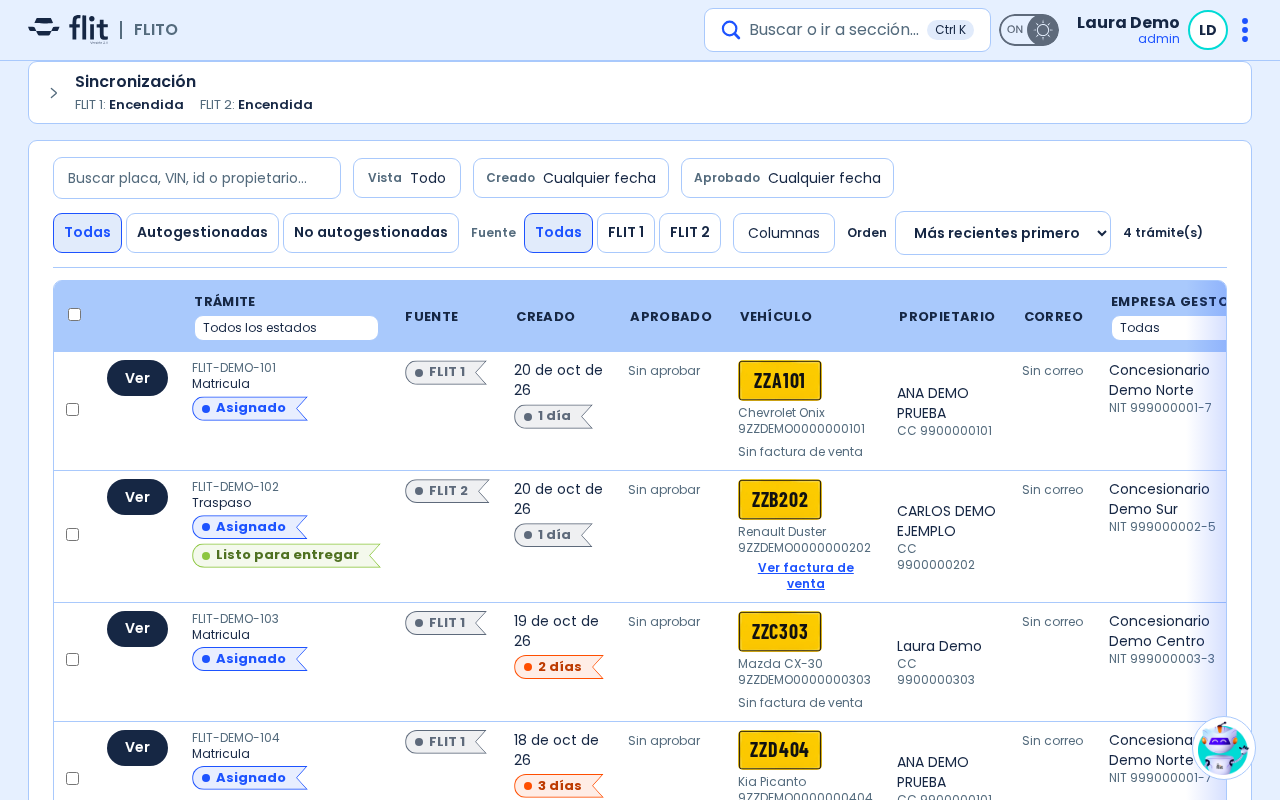 flit | FLITO
Buscar o ir a sección... Ctrl K
ON
Laura Demo
admin
LD
Sincronización
FLIT 1: Encendida FLIT 2: Encendida
Buscar placa, VIN, id o propietario...
Vista Todo
Creado Cualquier fecha
Aprobado Cualquier fecha
Todas Autogestionadas No autogestionadas Fuente Todas FLIT 1 FLIT 2 Columnas Orden Más recientes primero 4 trámite(s)
TRÁMITE FUENTE CREADO APROBADO VEHÍCULO PROPIETARIO CORREO EMPRESA GESTO
Todos los estados Todas
Ver
FLIT-DEMO-101
Matricula
Asignado
FLIT 1
20 de oct de
26
1 día
Sin aprobar
ZZA101
Chevrolet Onix
9ZZDEMO0000000101
Sin factura de venta
ANA DEMO
PRUEBA
CC 9900000101
Sin correo
Concesionario
Demo Norte
NIT 999000001-7
Ver
FLIT-DEMO-102
Traspaso
Asignado
Listo para entregar
FLIT 2
20 de oct de
26
1 día
Sin aprobar
ZZB202
Renault Duster
9ZZDEMO0000000202
Ver factura de
venta
CARLOS DEMO
EJEMPLO
CC
9900000202
Sin correo
Concesionario
Demo Sur
NIT 999000002-5
Ver
FLIT-DEMO-103
Matricula
Asignado
FLIT 1
19 de oct de
26
2 días
Sin aprobar
ZZC303
Mazda CX-30
9ZZDEMO0000000303
Sin factura de venta
Laura Demo
CC
9900000303
Sin correo
Concesionario
Demo Centro
NIT 999000003-3
Ver
FLIT-DEMO-104
Matricula
Asignado
FLIT 1
18 de oct de
26
3 días
Sin aprobar
ZZD404
Kia Picanto
9ZZDEMO0000000404
ANA DEMO
PRUEBA
CC 9900000101
Sin correo
Concesiona
Demo Norte
NIT 999000001-7